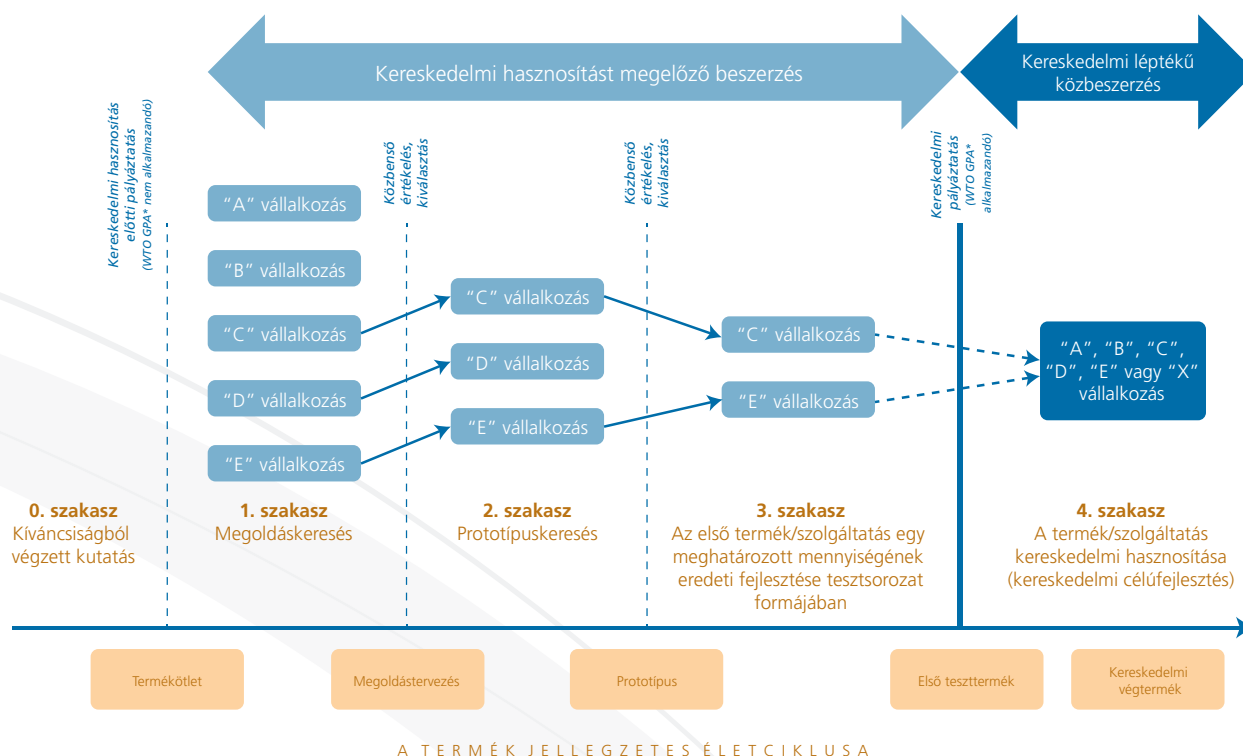 Kereskedelmi hasznosítást megelőző beszerzés
Kereskedelmi léptékű
közbeszerzés
Kereskedelmi hasznosítás
előtti pályáztatás
(WTO GPA* nem alkalmazandó)
Közbenső
értékelés,
kiválasztás
Közbenső
értékelés,
kiválasztás
Kereskedelmi
pályáztatás
(WTO GPA*
alkalmazandó)
“A” vállalkozás
“B” vállalkozás
“C” vállalkozás
“D” vállalkozás
“E” vállalkozás
“C” vállalkozás
“D” vállalkozás
“E” vállalkozás
“C” vállalkozás
“E” vállalkozás
“A”, “B”, “C”,
“D”, “E” vagy “X”
vállalkozás
0. szakasz
Kíváncsiságból
végzett kutatás
1. szakasz
Megoldáskeresés
2. szakasz
Prototípuskeresés
3. szakasz
Az első termék/szolgáltatás egy
meghatározott mennyiségének
eredeti fejlesztése tesztsorozat
formájában
4. szakasz
A termék/szolgáltatás
kereskedelmi hasznosítása
(kereskedelmi célúfejlesztés)
Termékötlet
Megoldástervezés
Prototípus
Első teszttermék
Kereskedelmi
végtermék
A TERMÉK JELLEGZETES ÉLETCIKLUSA